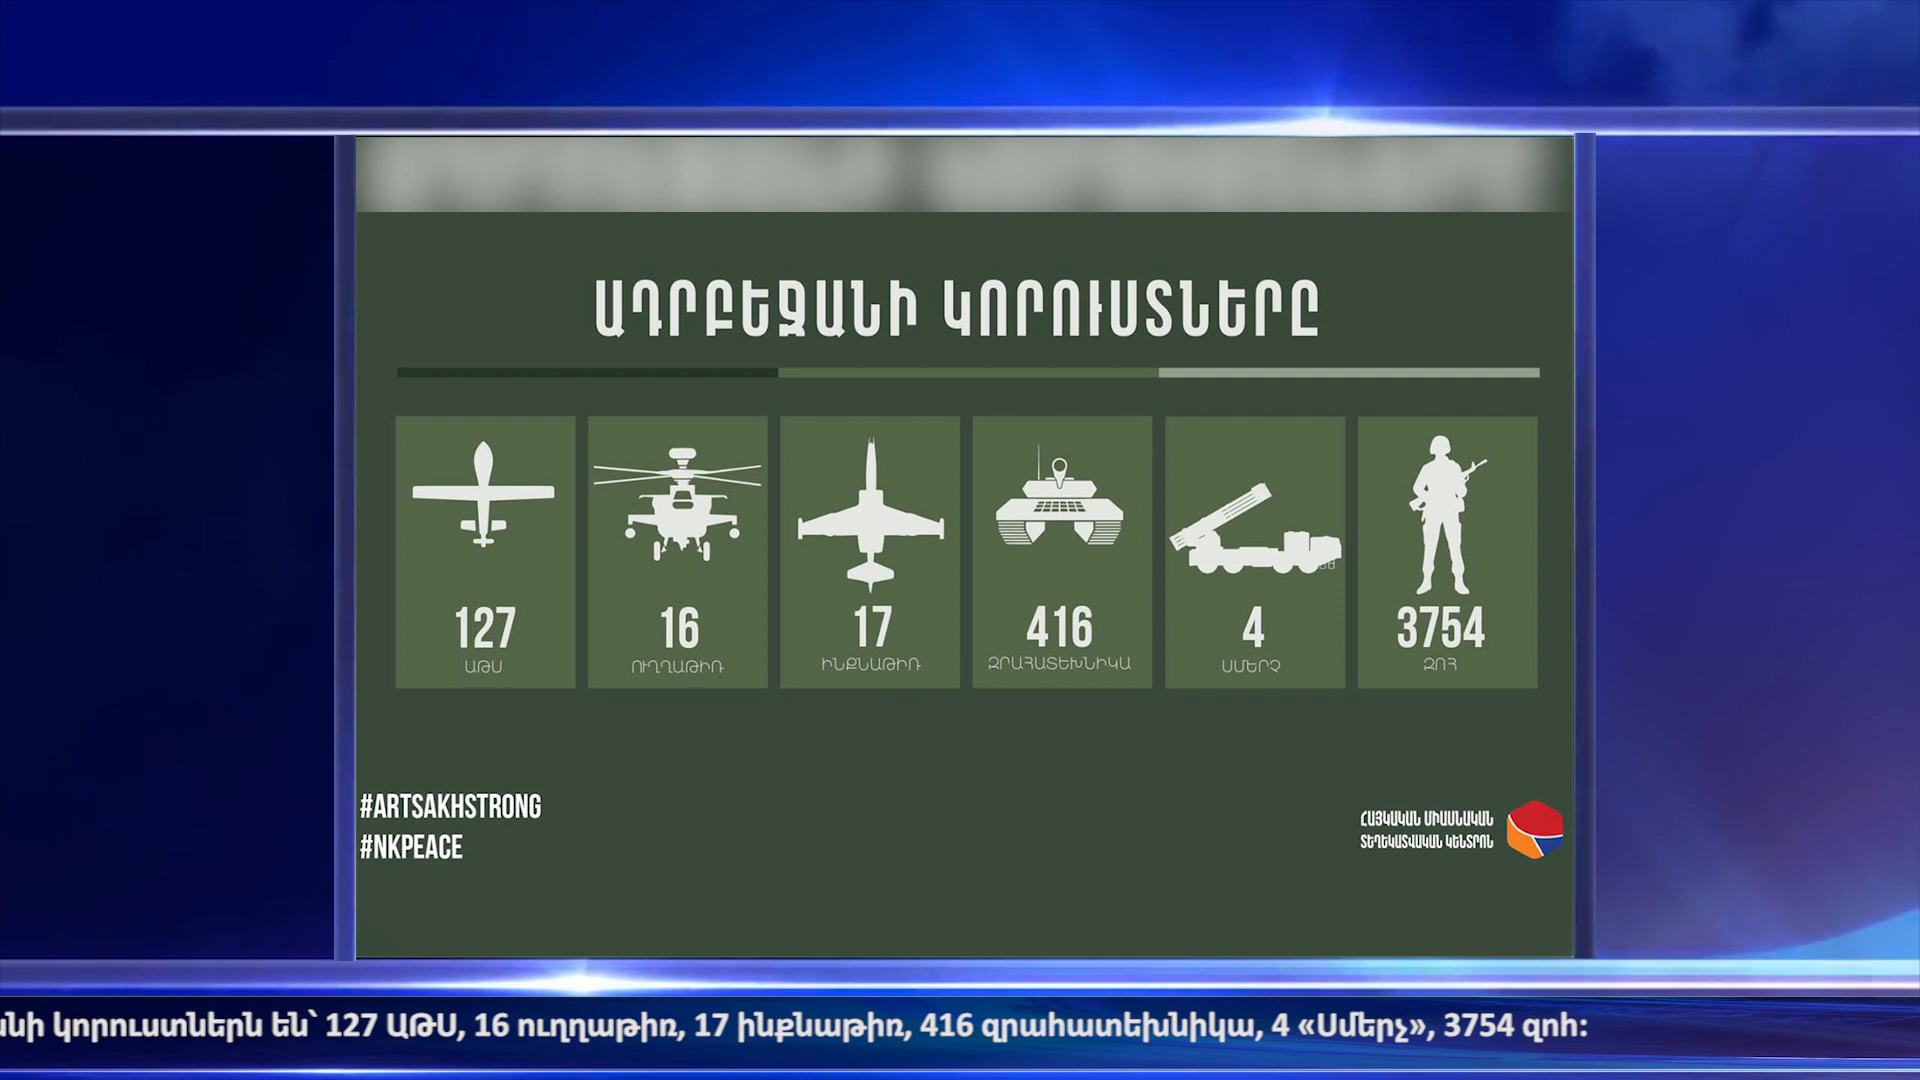 ԱԴՐԲԵՋԱՆԻ ԿՈՐՈՒՍՏՆԵՐԸ
127 16 17 416 4 3754
ԱԹՍ ՈՒՂՂԱԹԻՌ ԻՆՔՆԱԹԻՌ ԶՐԱՀԱՏԵԽՆԻԿԱ ՍՄԵՐՉ ԶՈՀ
#ARTSAKHSTRONG
#NKPEACE
ՀԱՅԿԱԿԱՆ ՄԻԱՍՆԱԿԱՆ
ՏԵՂԵԿԱՏՎԱԿԱՆ ԿԵՆՏՐՈՆ
նի կորուստներն են՝ 127 ԱԹՍ, 16 ուղղաթիռ, 17 ինքնաթիռ, 416 զրահատեխնիկա, 4 «Սմերչ», 3754 զոհ: